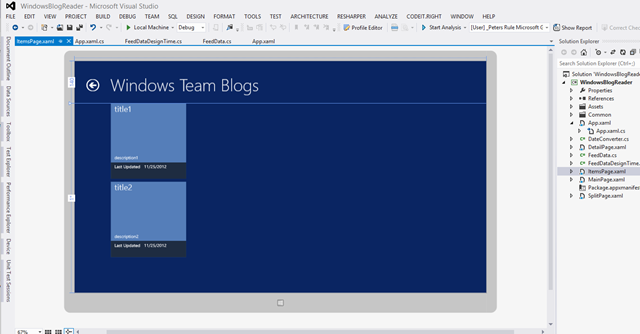 WindowsBlogReader - Microsoft Visual Studio
FILE EDIT VIEW PROJECT BUILD DEBUG TEAM SQL DESIGN FORMAT TOOLS TEST ARCHITECTURE RESHARPER ANALYZE CODEIT.RIGHT WINDOW HELP
Local Machine Debug Profile Editor Start Analysis [User] _Peters Rule Microsoft Show Report Correct
ItemsPage.xaml App.xaml.cs FeedDataDesignTime.cs FeedData.cs App.xaml
Solution Explorer
Document Outline
Data Sources
Toolbox
Test Explorer
Performance Explorer
Device
Unit Test Sessions
Windows Team Blogs
title1
description1
Last Updated 11/25/2012
title2
description2
Last Updated 11/25/2012
Search Solution Explorer (Ctrl+;)
Solution 'WindowsBlogRead
WindowsBlogReader
Properties
References
Assets
Common
App.xaml
App.xaml.cs
DateConverter.cs
DetailPage.xaml
FeedData.cs
FeedDataDesignTime.
ItemsPage.xaml
MainPage.xaml
Package.appxmanifest
SplitPage.xaml